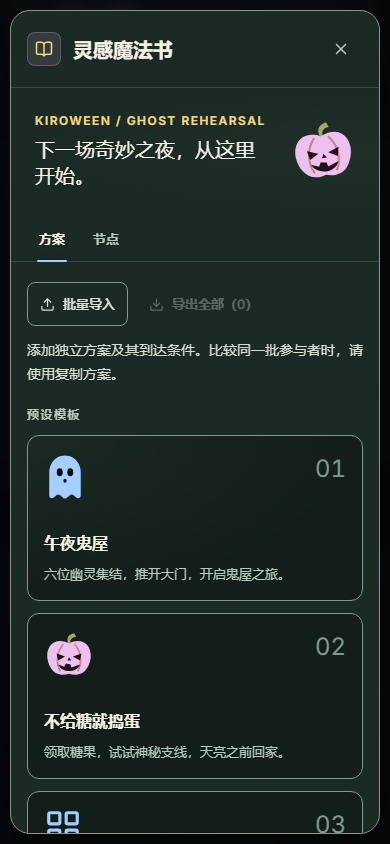 灵感魔法书
KIROWEEN / GHOST REHEARSAL
下一场奇妙之夜，从这里
开始。
方案 节点
批量导入 导出全部（0）
添加独立方案及其到达条件。比较同一批参与者时，请
使用复制方案。
预设模板
01
午夜鬼屋
六位幽灵集结，推开大门，开启鬼屋之旅。
02
不给糖就捣蛋
领取糖果，试试神秘支线，天亮之前回家。
03